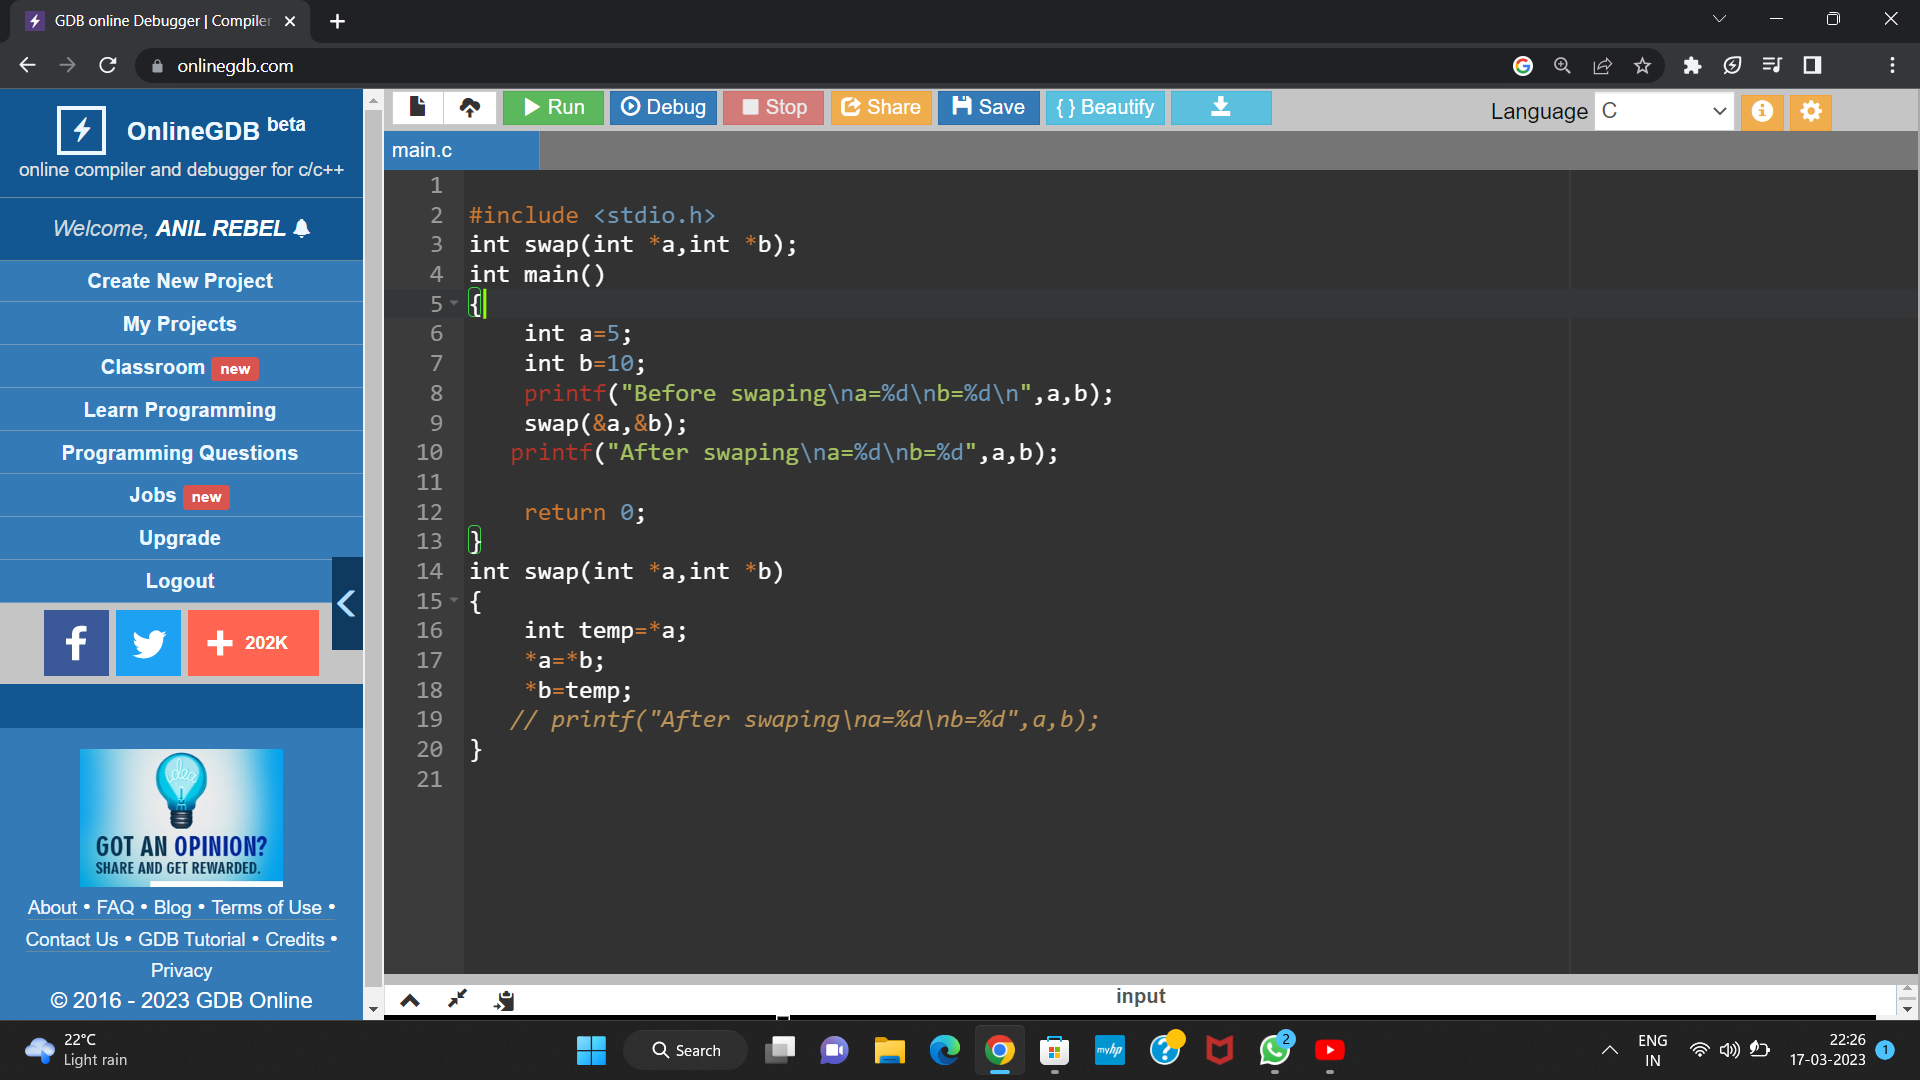 GDB online Debugger | Compiler
onlinegdb.com
OnlineGDB beta
online compiler and debugger for c/c++
Welcome, ANIL REBEL
Create New Project
My Projects
Classroom new
Learn Programming
Programming Questions
Jobs new
Upgrade
Logout
f
202K
idea
GOT AN OPINION?
SHARE AND GET REWARDED.
About • FAQ • Blog • Terms of Use •
Contact Us • GDB Tutorial • Credits •
Privacy
© 2016 - 2023 GDB Online
Run Debug Stop Share Save { } Beautify
Language C
main.c
1
2 #include <stdio.h>
3 int swap(int *a,int *b);
4 int main()
5 {
6 int a=5;
7 int b=10;
8 printf("Before swaping\na=%d\nb=%d\n",a,b);
9 swap(&a,&b);
10 printf("After swaping\na=%d\nb=%d",a,b);
11
12 return 0;
13 }
14 int swap(int *a,int *b)
15 {
16 int temp=*a;
17 *a=*b;
18 *b=temp;
19 // printf("After swaping\na=%d\nb=%d",a,b);
20 }
21
input
22°C
Light rain
Search
myhp
2
ENG
IN
22:26
17-03-2023
1